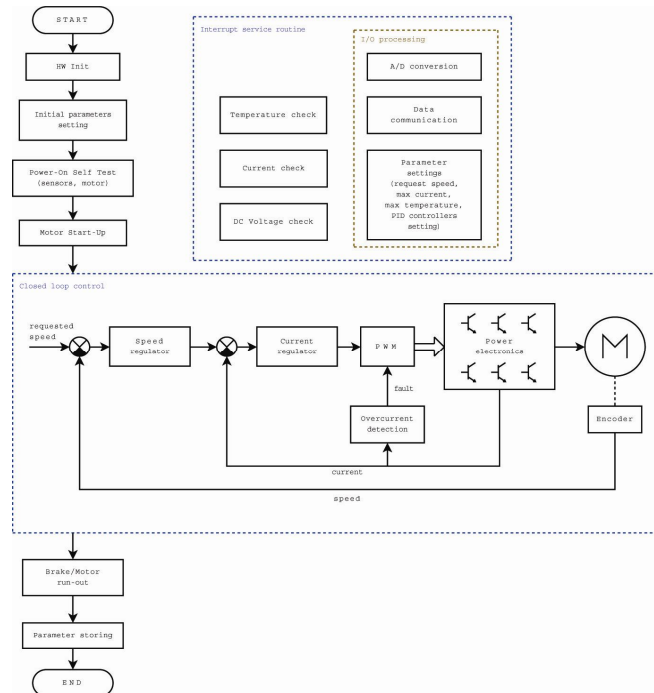 START
HW Init
Initial parameters
setting
Power-On Self Test
(sensors, motor)
Motor Start-Up
Interrupt service routine
Temperature check
Current check
DC Voltage check
I/O processing
A/D conversion
Data
communication
Parameter
settings
(request speed,
max current,
max temperature,
PID controllers
setting)
Closed loop control
requested
speed
Speed
regulator
Current
regulator
PWM
Power
electronics
M
fault
Overcurrent
detection
Encoder
current
speed
Brake/Motor
run-out
Parameter storing
END